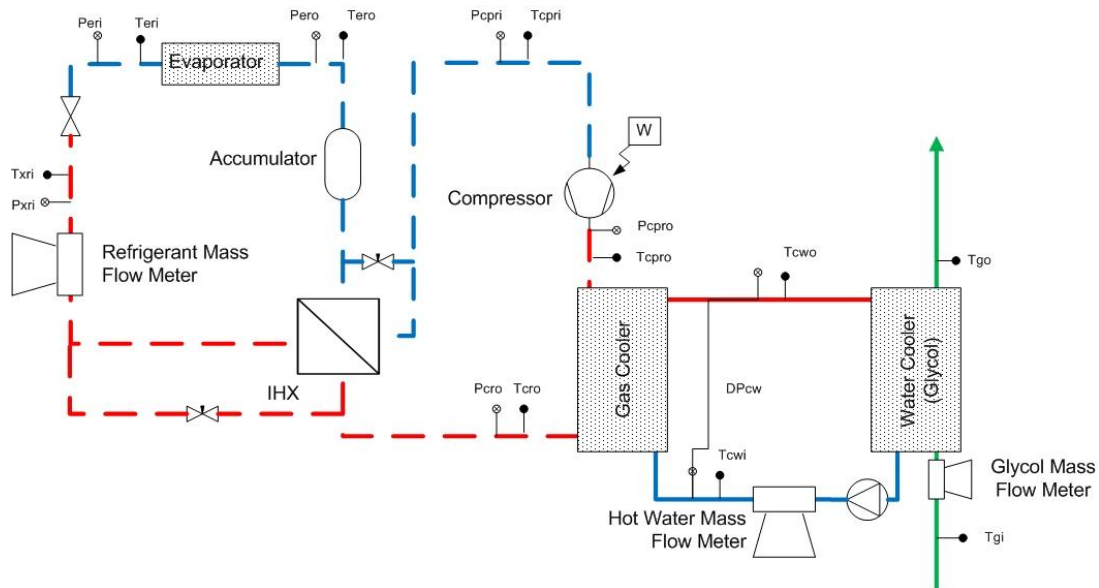 Peri
Teri
Pero
Tero
Pcpri
Tcpri
Evaporator
W
Accumulator
Txri
Compressor
Pxri
Pcpro
Refrigerant Mass
Flow Meter
Tcpro
Tcwo
Tgo
Gas Cooler
Water Cooler
(Glycol)
IHX
Pcro
Tcro
DPcw
Tcwi
Glycol Mass
Flow Meter
Hot Water Mass
Flow Meter
Tgi